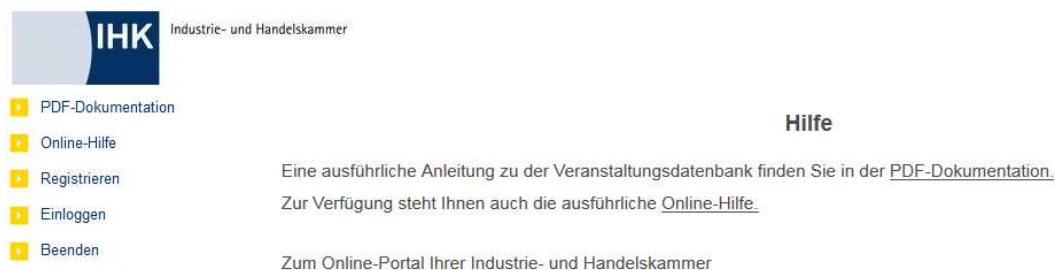 IHK
Industrie- und Handelskammer
PDF-Dokumentation
Online-Hilfe
Registrieren
Einloggen
Beenden
Hilfe
Eine ausführliche Anleitung zu der Veranstaltungsdatenbank finden Sie in der PDF-Dokumentation.
Zur Verfügung steht Ihnen auch die ausführliche Online-Hilfe.
Zum Online-Portal Ihrer Industrie- und Handelskammer